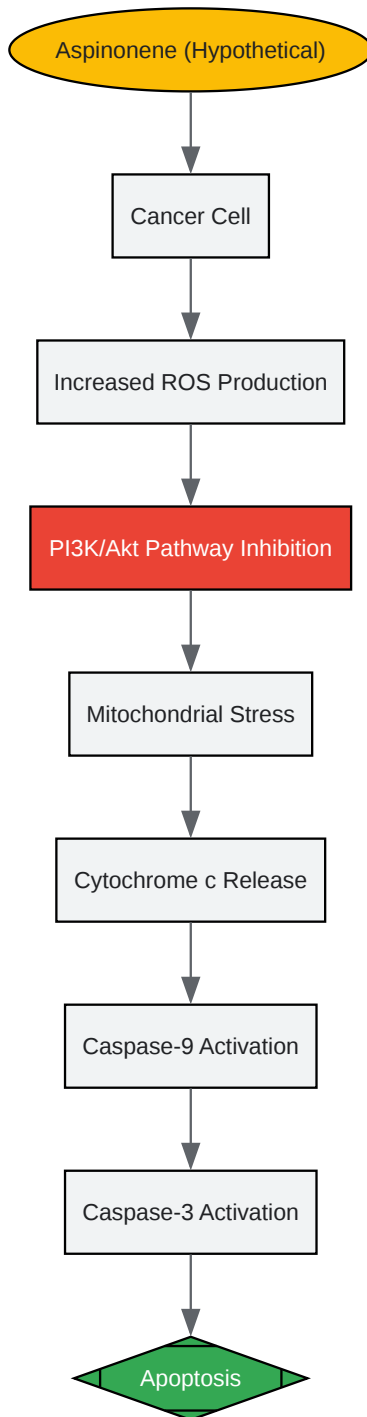 Aspinonene (Hypothetical)
Cancer Cell
Increased ROS Production
PI3K/Akt Pathway Inhibition
Mitochondrial Stress
Cytochrome c Release
Caspase-9 Activation
Caspase-3 Activation
Apoptosis